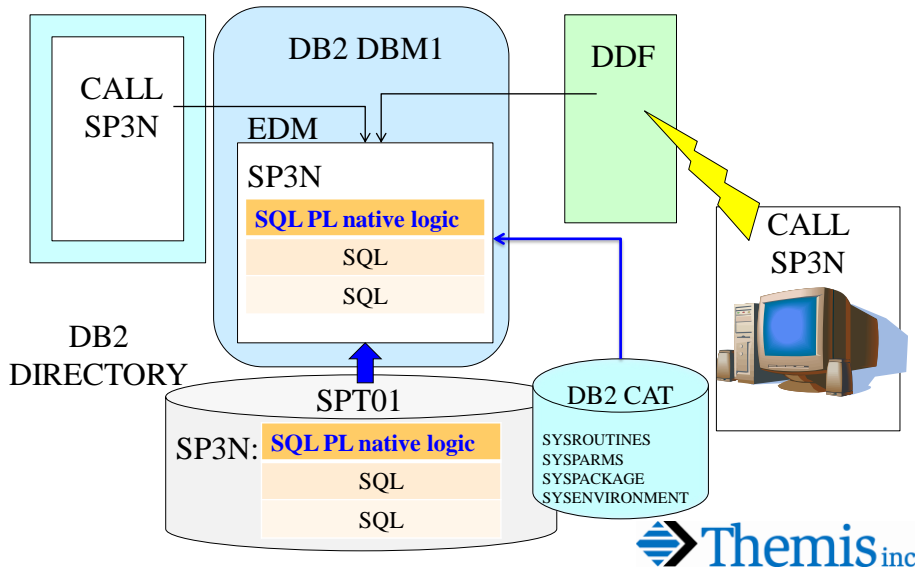 DB2 DBM1
DDF
CALL
SP3N
EDM
SP3N
SQL PL native logic
SQL
SQL
CALL
SP3N
DB2
DIRECTORY
SPT01
SP3N:
SQL PL native logic
SQL
SQL
DB2 CAT
SYSROUTINES
SYSPARMS
SYSPACKAGE
SYSENVIRONMENT
Themis inc